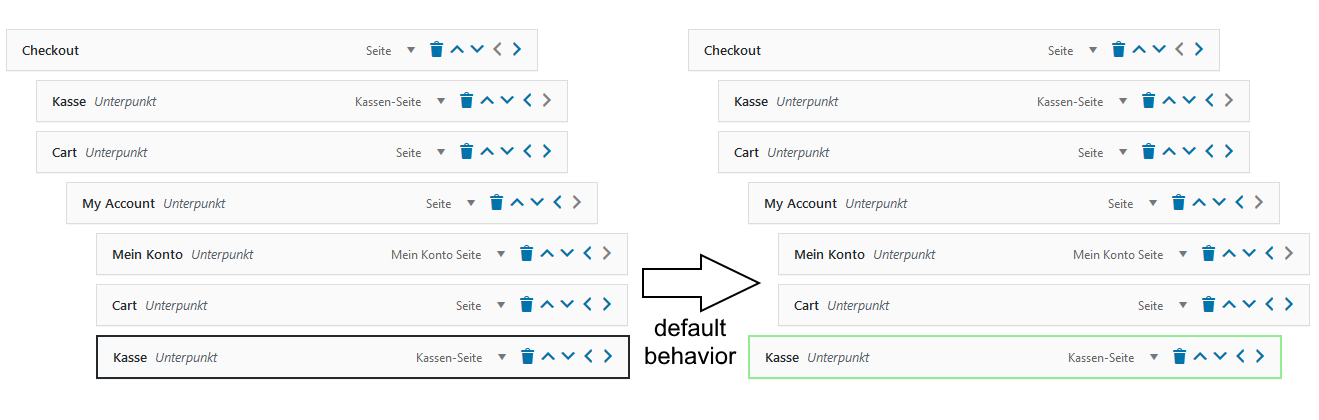 Checkout Seite
Kasse Unterpunkt Kassen-Seite
Cart Unterpunkt Seite
My Account Unterpunkt Seite
Mein Konto Unterpunkt Mein Konto Seite
Cart Unterpunkt Seite
Kasse Unterpunkt Kassen-Seite
default
behavior
Checkout Seite
Kasse Unterpunkt Kassen-Seite
Cart Unterpunkt Seite
My Account Unterpunkt Seite
Mein Konto Unterpunkt Mein Konto Seite
Cart Unterpunkt Seite
Kasse Unterpunkt Kassen-Seite